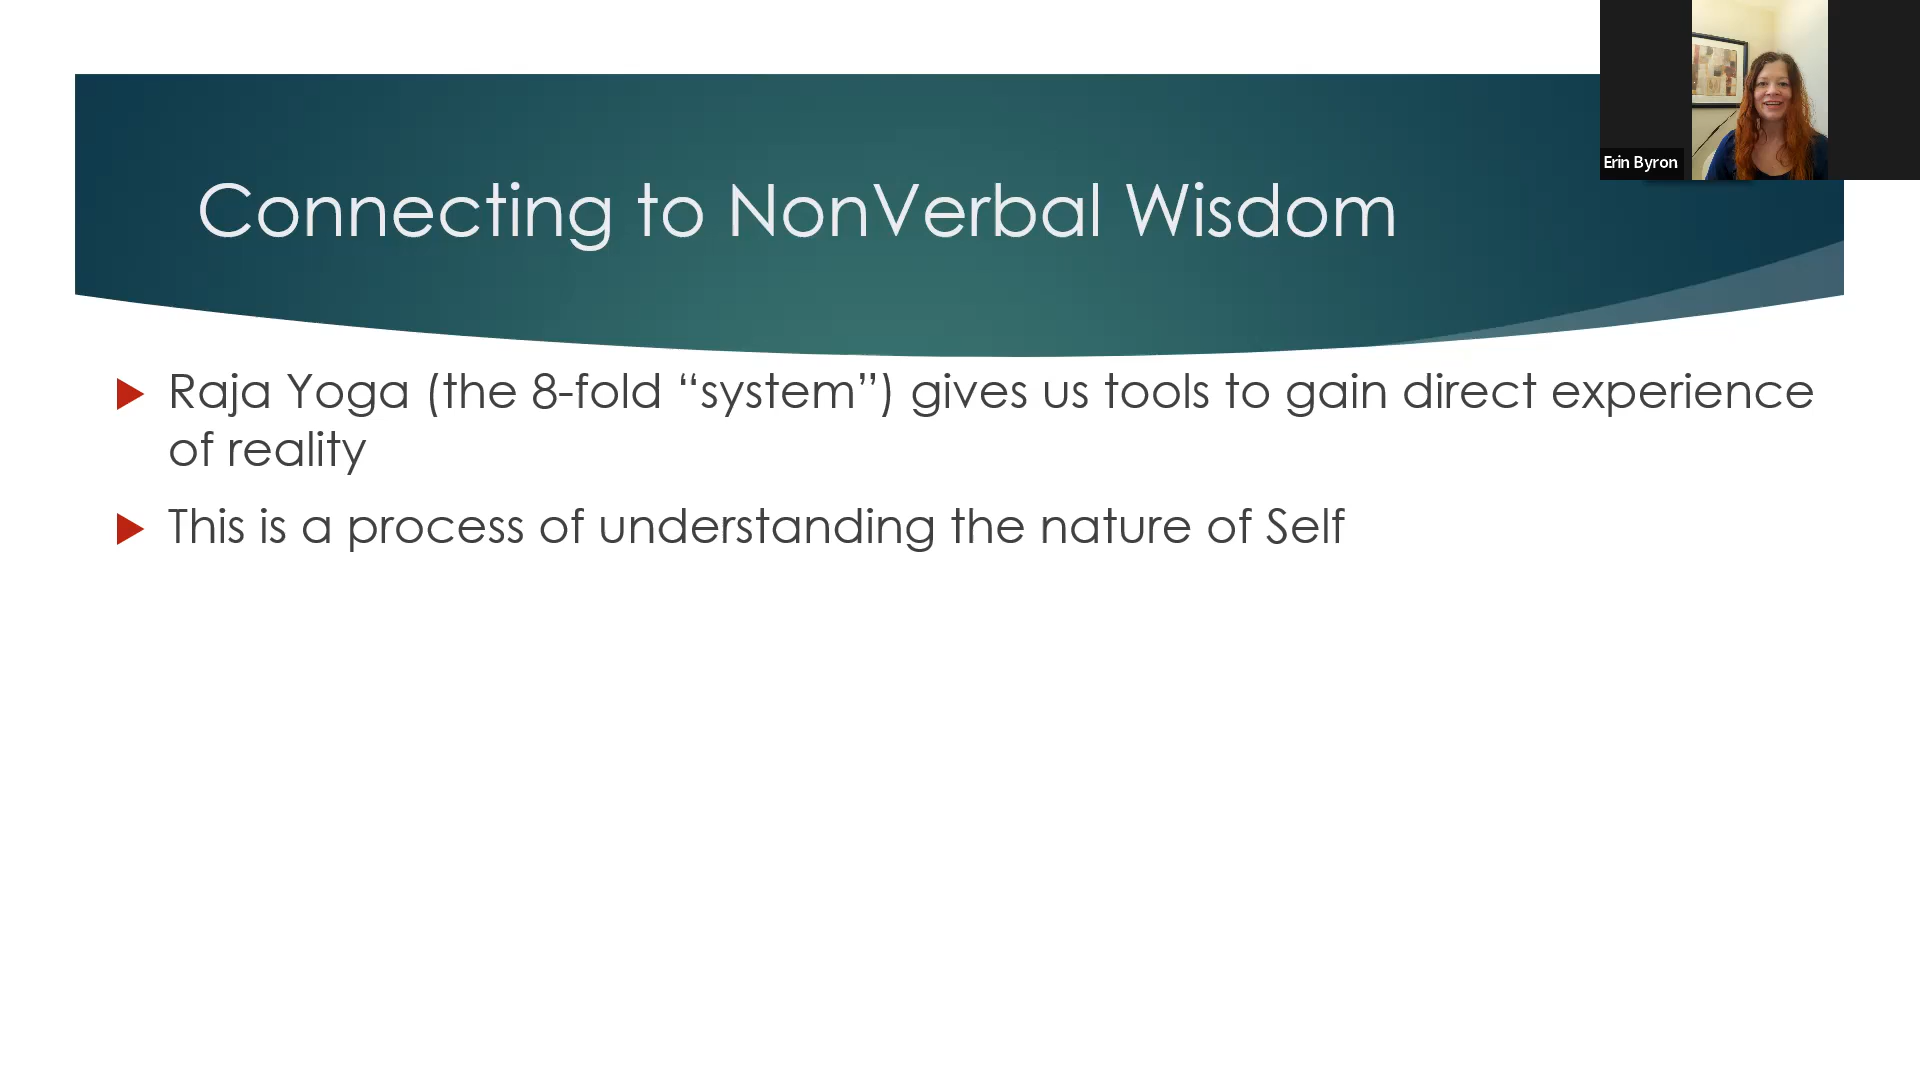 Erin Byron
Connecting to NonVerbal Wisdom
Raja Yoga (the 8-fold “system”) gives us tools to gain direct experience
of reality
This is a process of understanding the nature of Self